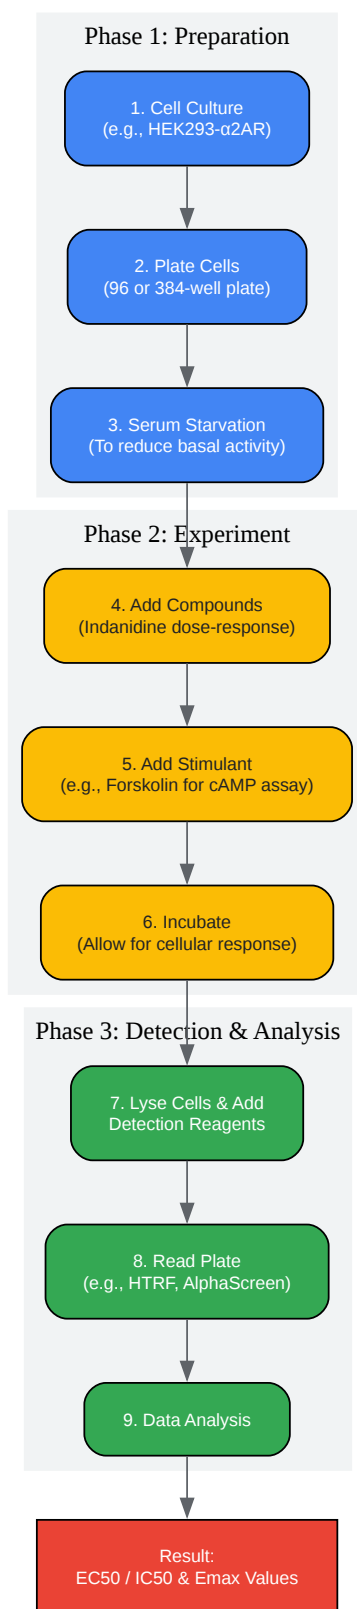 Phase 1: Preparation
1. Cell Culture
(e.g., HEK293-α2AR)
2. Plate Cells
(96 or 384-well plate)
3. Serum Starvation
(To reduce basal activity)
Phase 2: Experiment
4. Add Compounds
(Indanidine dose-response)
5. Add Stimulant
(e.g., Forskolin for cAMP assay)
6. Incubate
(Allow for cellular response)
Phase 3: Detection & Analysis
7. Lyse Cells & Add
Detection Reagents
8. Read Plate
(e.g., HTRF, AlphaScreen)
9. Data Analysis
Result:
EC50 / IC50 & Emax Values